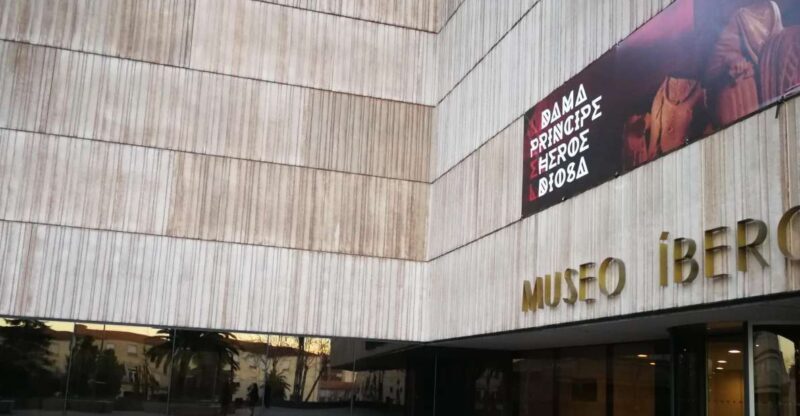 DAMA
PRINCIPE
HEROE
DIOSA
MUSEO ÍBERO